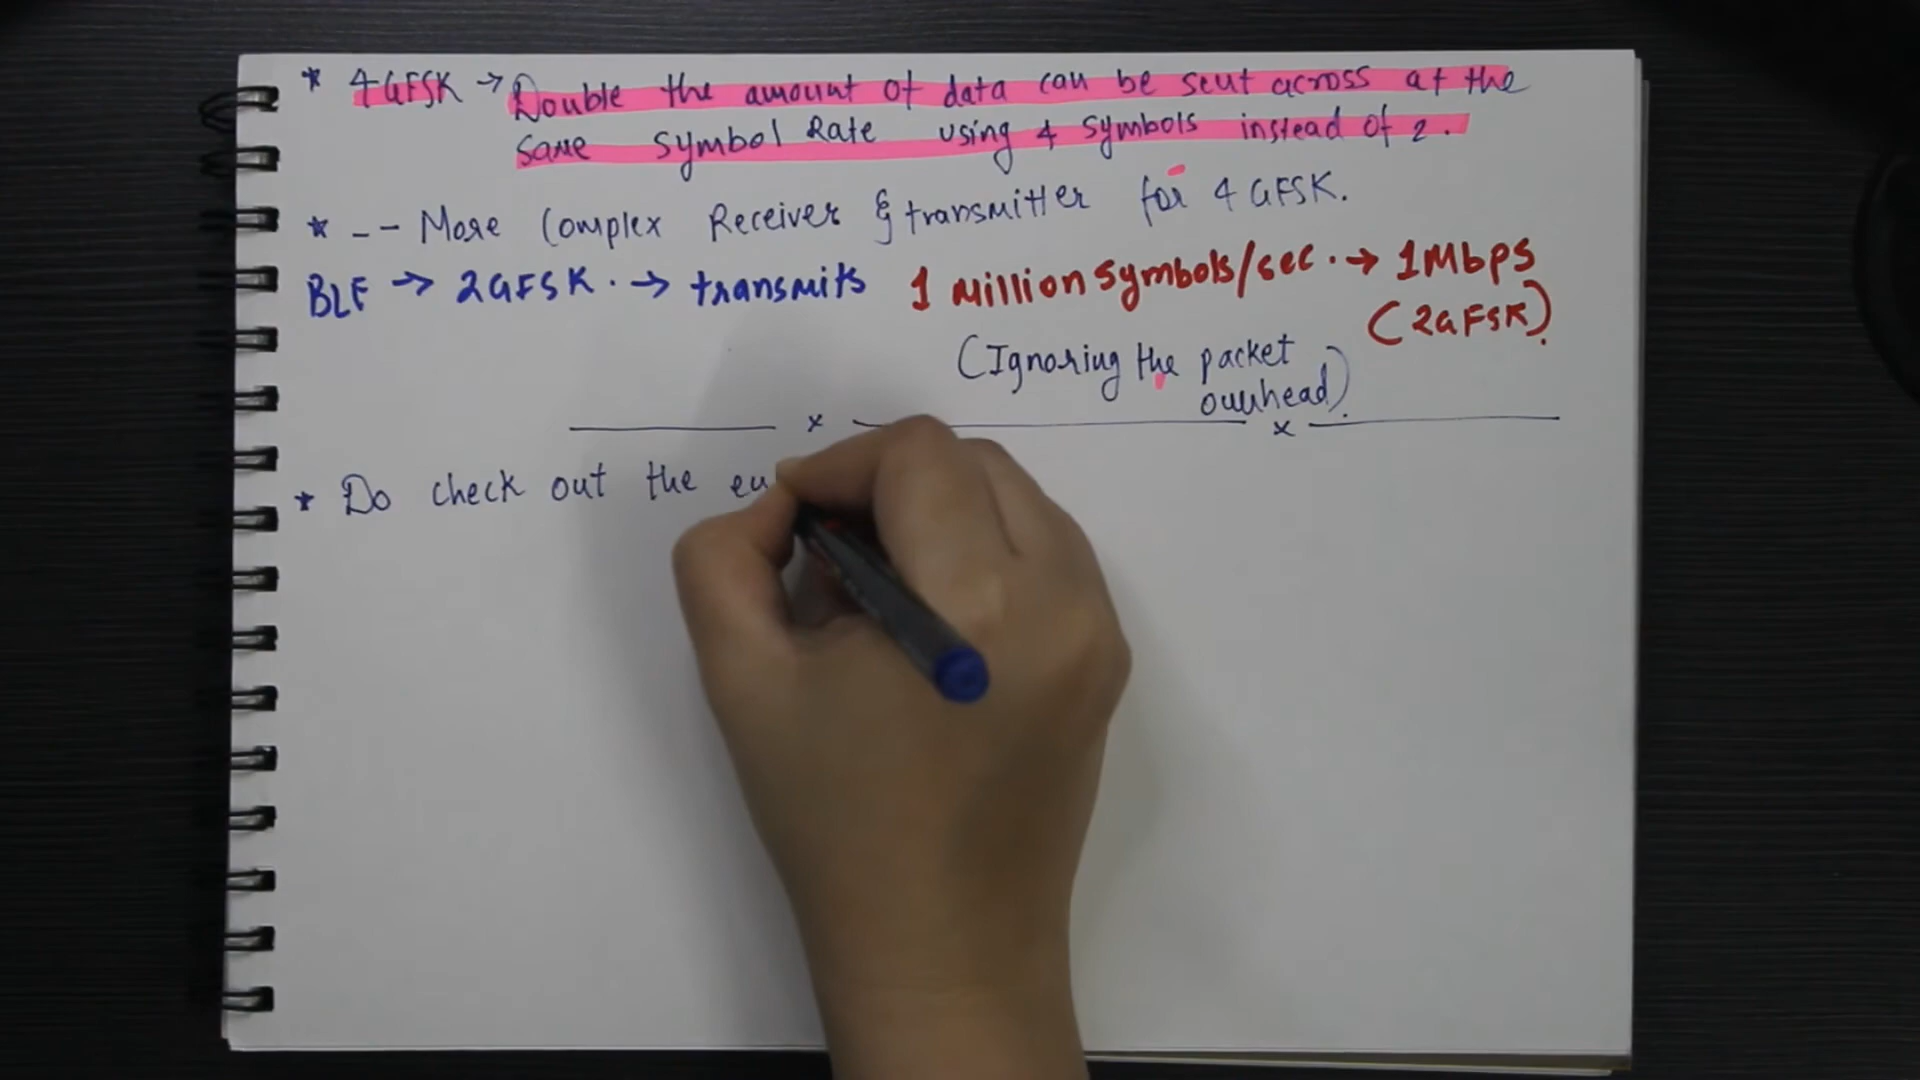 * 4GFSK → Double the amount of data can be sent across at the
same symbol Rate using 4 symbols instead of 2.
* -- More Complex Receiver & transmitter for 4GFSK.
BLE → 2GFSK. → transmits 1 Million symbols/sec. → 1Mbps
(2GFSK).
(Ignoring the packet
overhead).
x x
* Do check out the